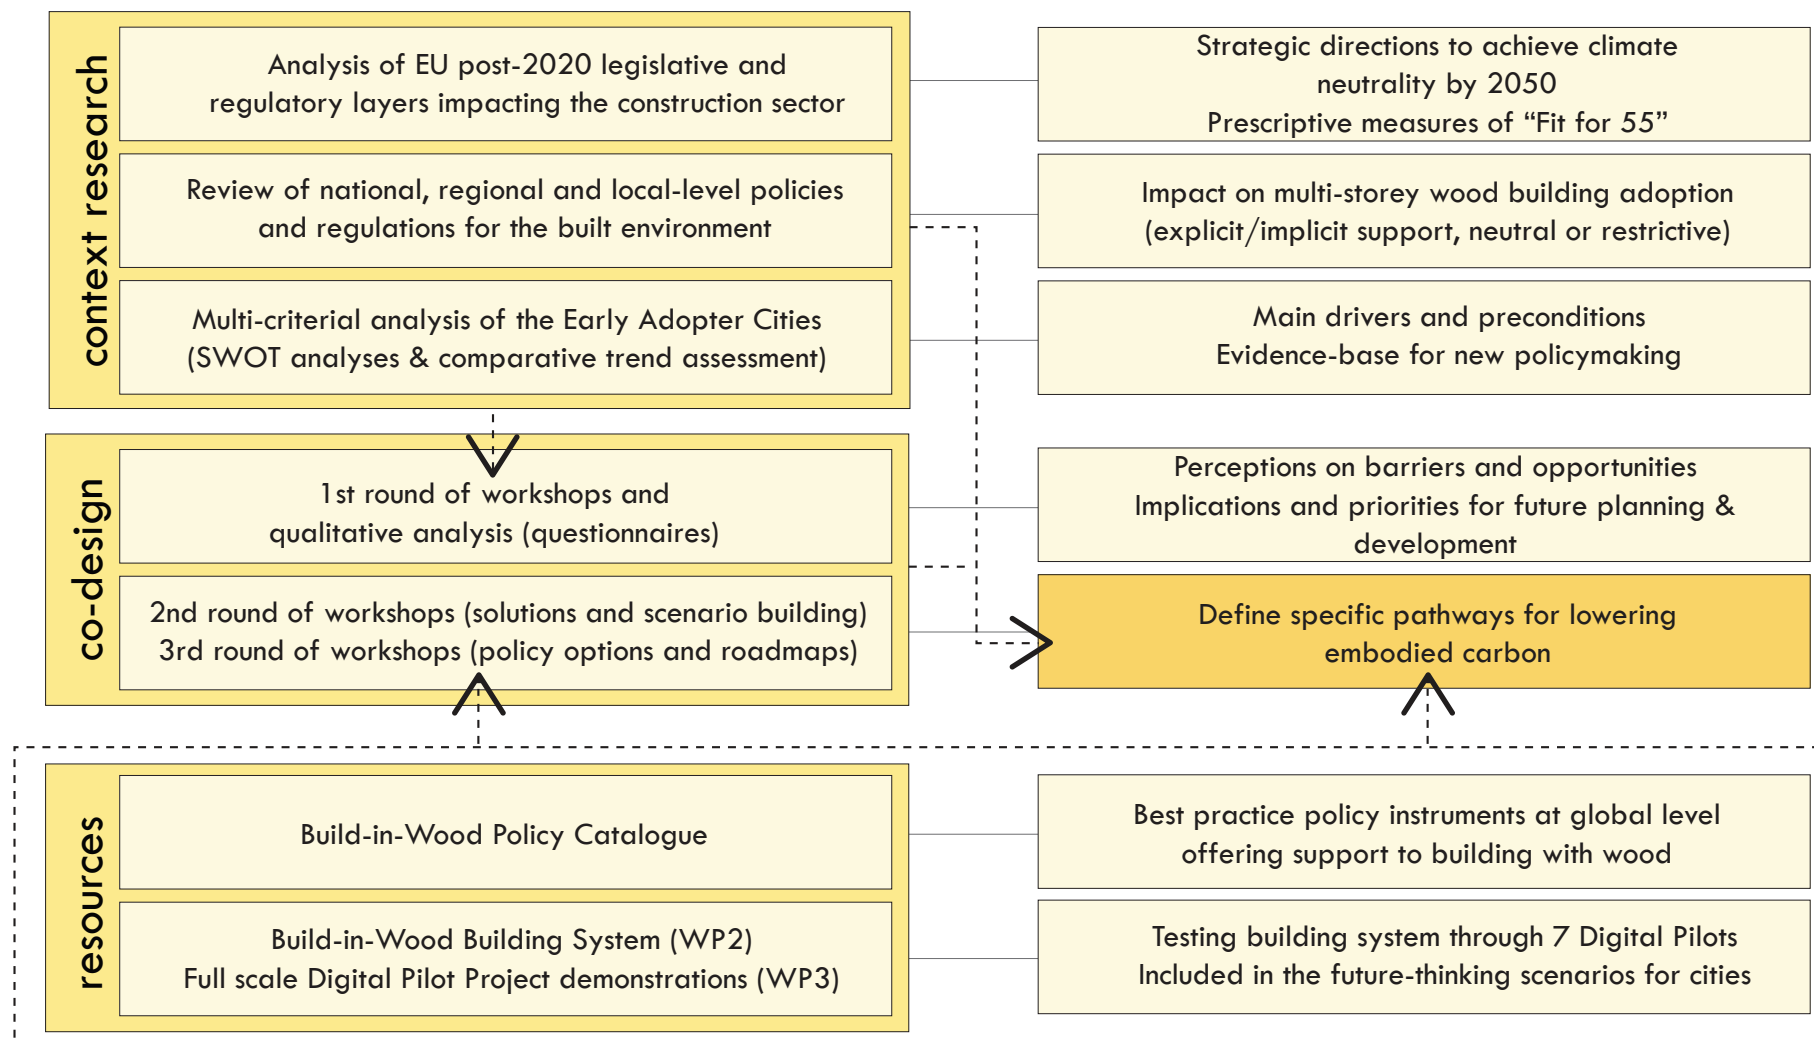 context research
Analysis of EU post-2020 legislative and
regulatory layers impacting the construction sector
Strategic directions to achieve climate
neutrality by 2050
Prescriptive measures of “Fit for 55”
Review of national, regional and local-level policies
and regulations for the built environment
Impact on multi-storey wood building adoption
(explicit/implicit support, neutral or restrictive)
Multi-criterial analysis of the Early Adopter Cities
(SWOT analyses & comparative trend assessment)
Main drivers and preconditions
Evidence-base for new policymaking
co-design
1st round of workshops and
qualitative analysis (questionnaires)
Perceptions on barriers and opportunities
Implications and priorities for future planning &
development
2nd round of workshops (solutions and scenario building)
3rd round of workshops (policy options and roadmaps)
Define specific pathways for lowering
embodied carbon
resources
Build-in-Wood Policy Catalogue
Best practice policy instruments at global level
offering support to building with wood
Build-in-Wood Building System (WP2)
Full scale Digital Pilot Project demonstrations (WP3)
Testing building system through 7 Digital Pilots
Included in the future-thinking scenarios for cities